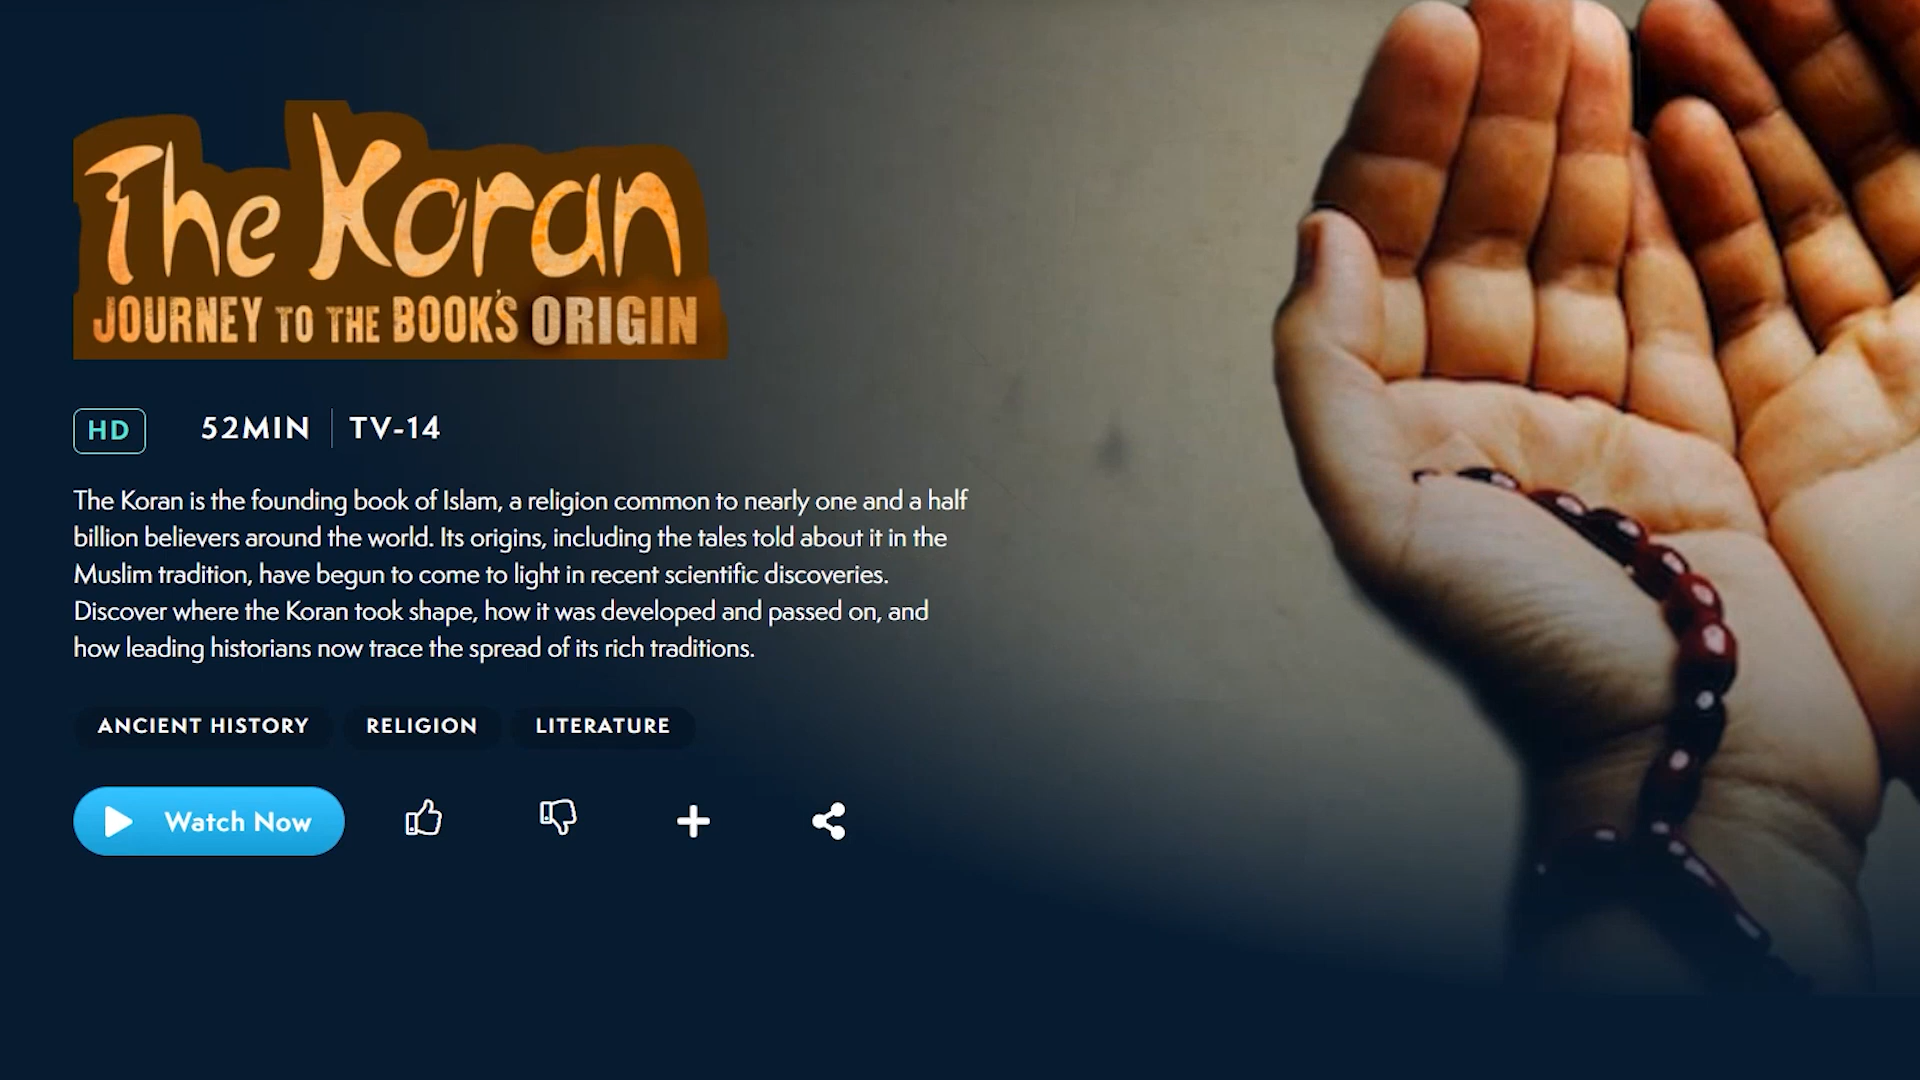 The Koran
JOURNEY TO THE BOOK'S ORIGIN
HD
52MIN
TV-14
The Koran is the founding book of Islam, a religion common to nearly one and a half
billion believers around the world. Its origins, including the tales told about it in the
Muslim tradition, have begun to come to light in recent scientific discoveries.
Discover where the Koran took shape, how it was developed and passed on, and
how leading historians now trace the spread of its rich traditions.
ANCIENT HISTORY
RELIGION
LITERATURE
Watch Now